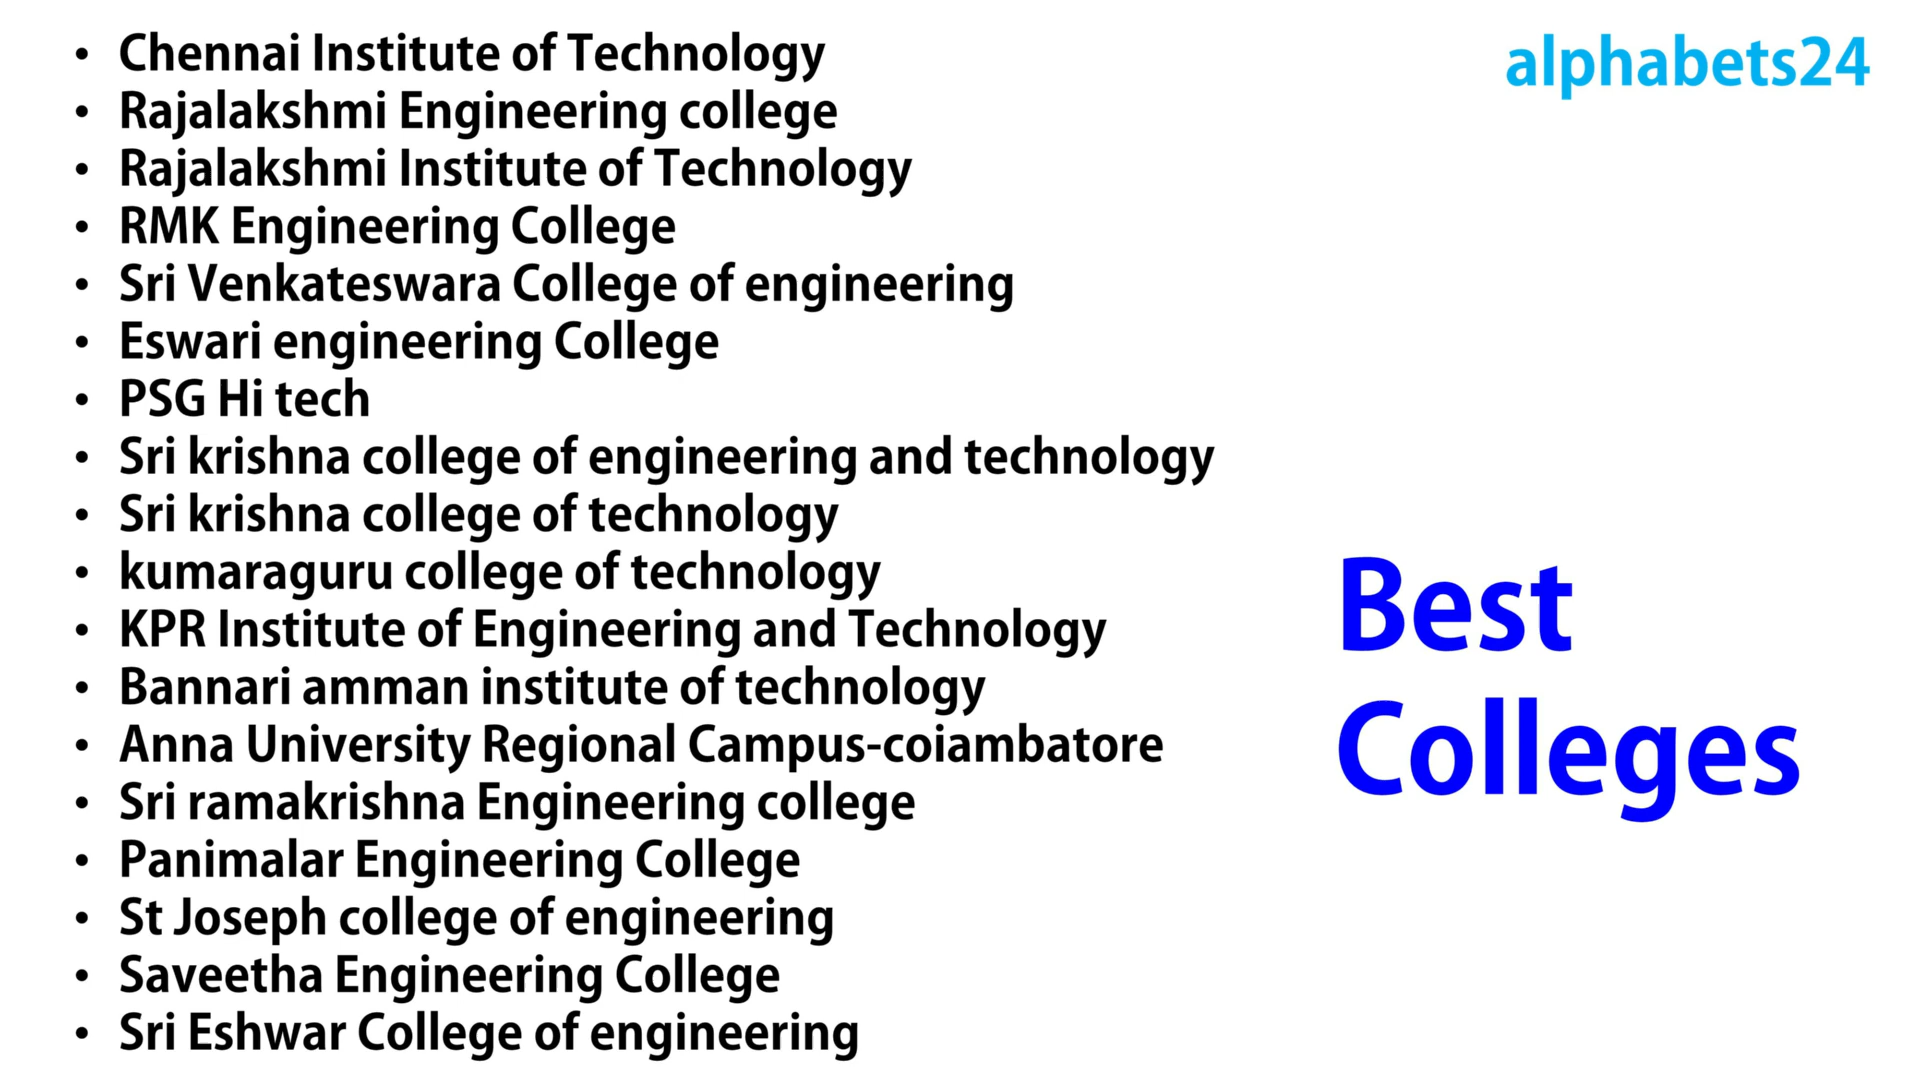 • Chennai Institute of Technology
• Rajalakshmi Engineering college
• Rajalakshmi Institute of Technology
• RMK Engineering College
• Sri Venkateswara College of engineering
• Eswari engineering College
• PSG Hi tech
• Sri krishna college of engineering and technology
• Sri krishna college of technology
• kumaraguru college of technology
• KPR Institute of Engineering and Technology
• Bannari amman institute of technology
• Anna University Regional Campus-coiambatore
• Sri ramakrishna Engineering college
• Panimalar Engineering College
• St Joseph college of engineering
• Saveetha Engineering College
• Sri Eshwar College of engineering
alphabets24
Best
Colleges